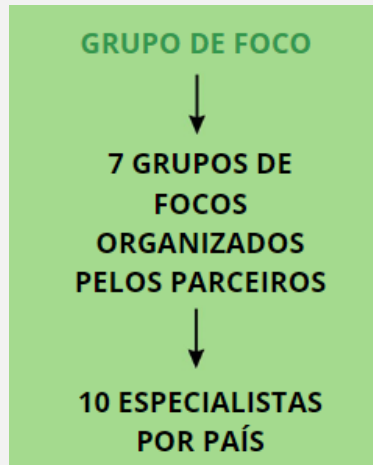 GRUPO DE FOCO
7 GRUPOS DE
FOCOS
ORGANIZADOS
PELOS PARCEIROS
10 ESPECIALISTAS
POR PAÍS